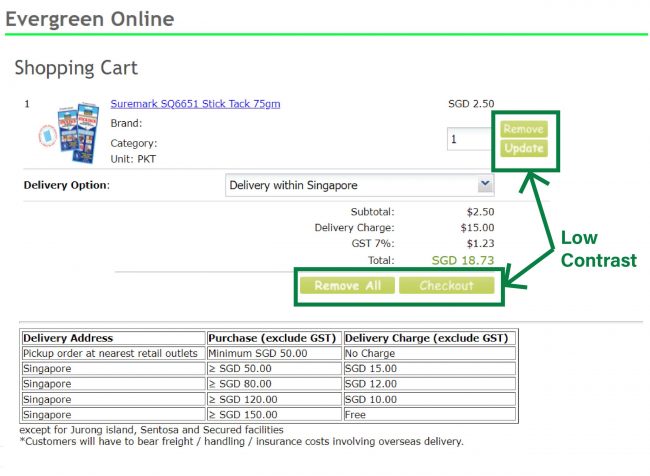 Evergreen Online
Shopping Cart
1 Suremark SQ6651 Stick Tack 75gm SGD 2.50
Brand:
1 Remove
Category:
Update
Unit: PKT
Delivery Option: Delivery within Singapore
Subtotal: $2.50
Delivery Charge: $15.00
GST 7%: $1.23
Total: SGD 18.73
Low
Contrast
Remove All Checkout
Delivery Address Purchase (exclude GST) Delivery Charge (exclude GST)
Pickup order at nearest retail outlets Minimum SGD 50.00 No Charge
Singapore ≥ SGD 50.00 SGD 15.00
Singapore ≥ SGD 80.00 SGD 12.00
Singapore ≥ SGD 120.00 SGD 10.00
Singapore ≥ SGD 150.00 Free
except for Jurong island, Sentosa and Secured facilities
*Customers will have to bear freight / handling / insurance costs involving overseas delivery.